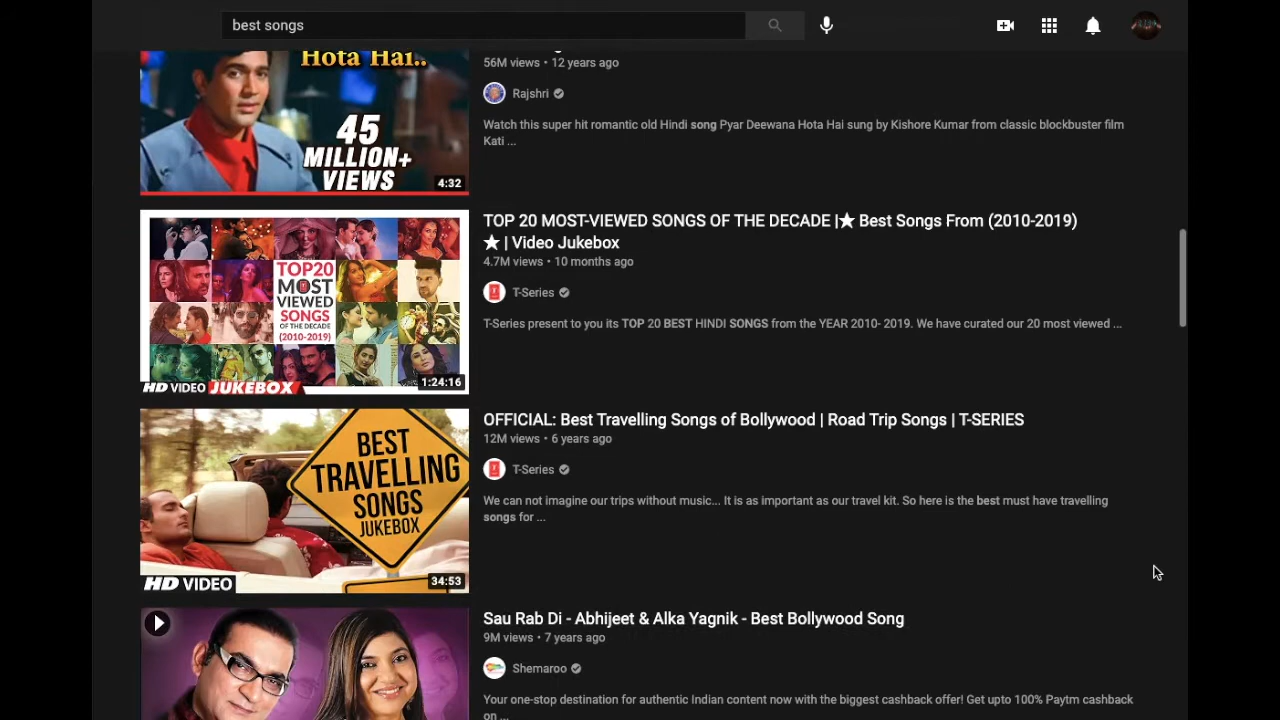 best songs
Hota Hai..
45
MILLION+
VIEWS
4:32
56M views • 12 years ago
Rajshri
Watch this super hit romantic old Hindi song Pyar Deewana Hota Hai sung by Kishore Kumar from classic blockbuster film
Kati ...
TOP20
MOST
VIEWED
SONGS
OF THE DECADE
(2010-2019)
HD VIDEO JUKEBOX
1:24:16
TOP 20 MOST-VIEWED SONGS OF THE DECADE |★ Best Songs From (2010-2019)
★ | Video Jukebox
4.7M views • 10 months ago
T-Series
T-Series present to you its TOP 20 BEST HINDI SONGS from the YEAR 2010- 2019. We have curated our 20 most viewed ...
BEST
TRAVELLING
SONGS
JUKEBOX
HD VIDEO
34:53
OFFICIAL: Best Travelling Songs of Bollywood | Road Trip Songs | T-SERIES
12M views • 6 years ago
T-Series
We can not imagine our trips without music... It is as important as our travel kit. So here is the best must have travelling
songs for ...
Sau Rab Di - Abhijeet & Alka Yagnik - Best Bollywood Song
9M views • 7 years ago
Shemaroo
Your one-stop destination for authentic Indian content now with the biggest cashback offer! Get upto 100% Paytm cashback
on ...